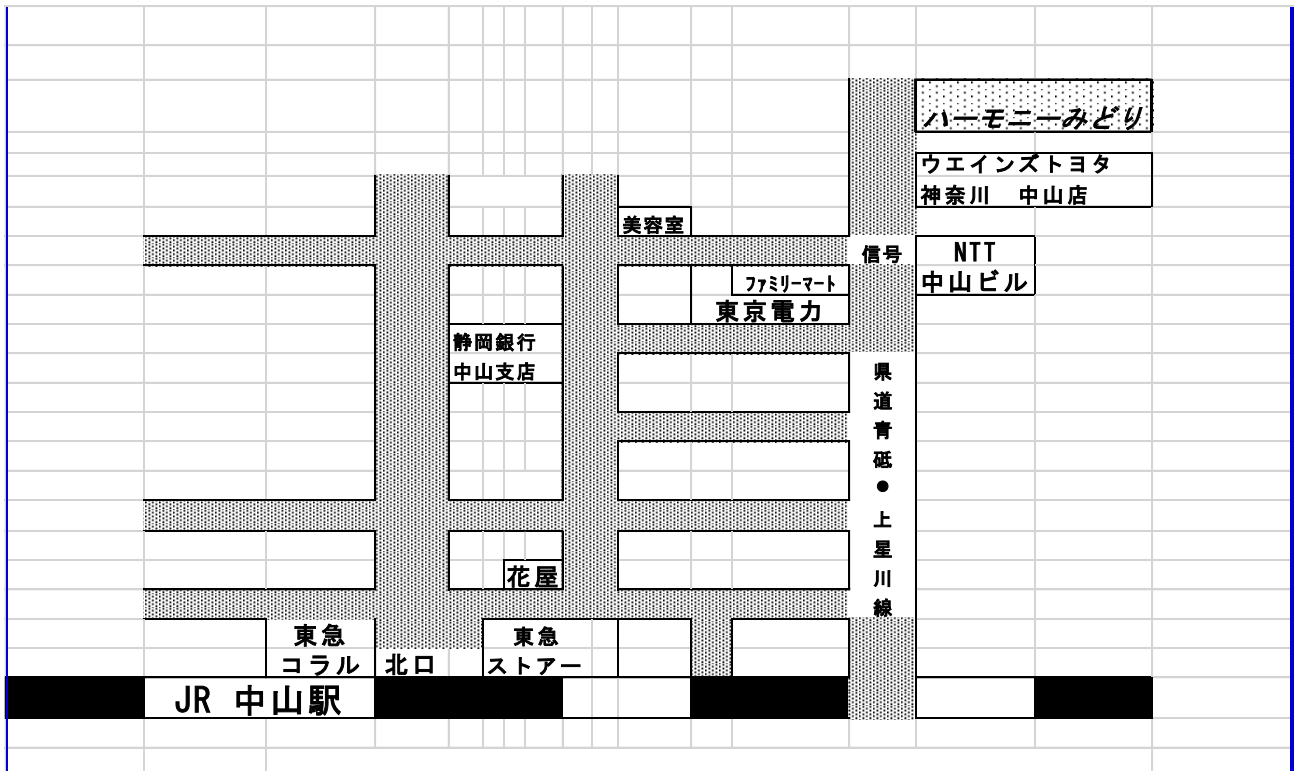 ハーモニーみどり
ウエインズトヨタ
神奈川　中山店
美容室
信号
NTT
中山ビル
ファミリーマート
東京電力
静岡銀行
中山支店
県道青砥●上星川線
花屋
東急
コラル
北口
東急
ストアー
JR 中山駅